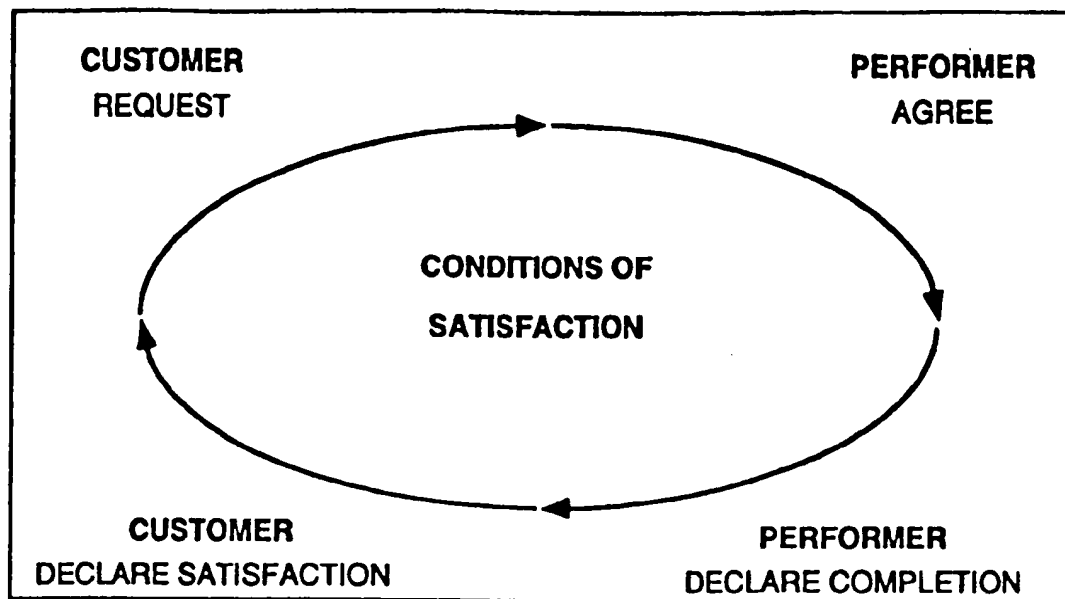 CUSTOMER
REQUEST
PERFORMER
AGREE
CONDITIONS OF
SATISFACTION
CUSTOMER
DECLARE SATISFACTION
PERFORMER
DECLARE COMPLETION